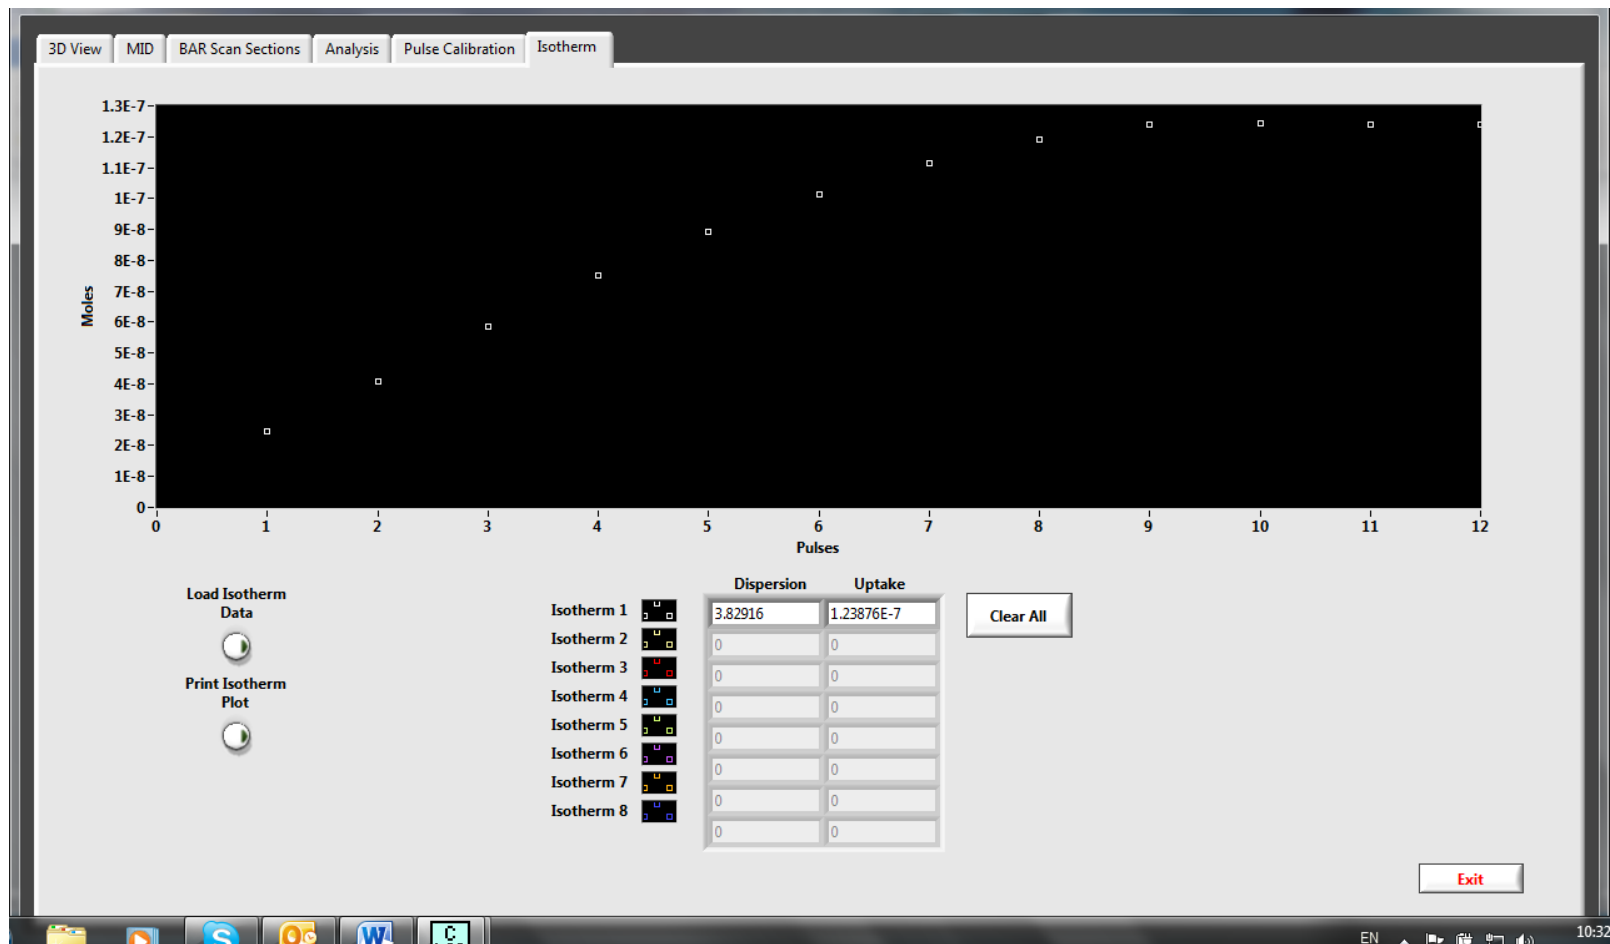 3D View MID BAR Scan Sections Analysis Pulse Calibration Isotherm
1.3E-7
1.2E-7
1.1E-7
1E-7
9E-8
8E-8
7E-8
6E-8
5E-8
4E-8
3E-8
2E-8
1E-8
0
Moles
0 1 2 3 4 5 6 7 8 9 10 11 12
Pulses
Load Isotherm
Data
Print Isotherm
Plot
Dispersion Uptake
Isotherm 1 3.82916 1.23876E-7
Isotherm 2 0 0
Isotherm 3 0 0
Isotherm 4 0 0
Isotherm 5 0 0
Isotherm 6 0 0
Isotherm 7 0 0
Isotherm 8 0 0
Clear All
Exit
EN 10:32